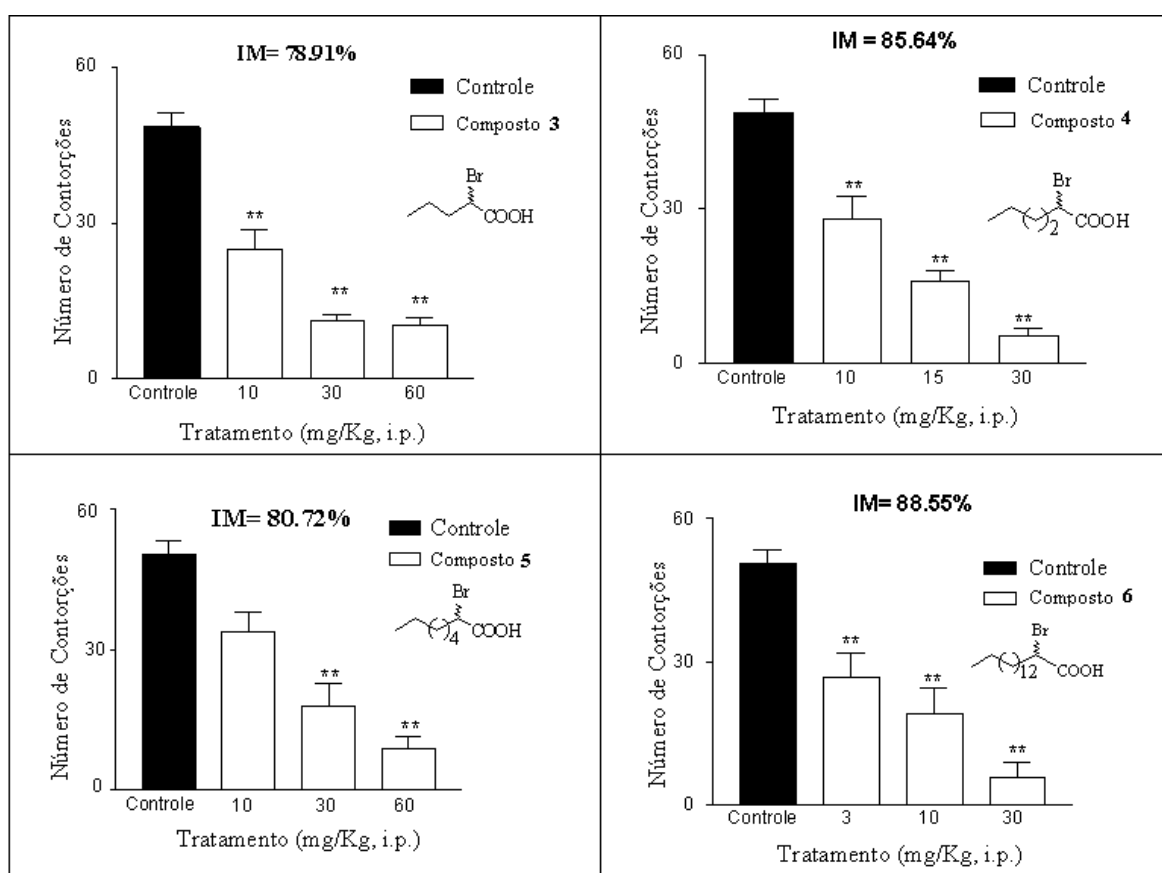 IM= 78.91%
60
Controle
Composto 3
Número de Contorções
Br
COOH
30
**
**
**
0
Controle 10 30 60
Tratamento (mg/Kg, i.p.)
IM = 85.64%
60
Controle
Composto 4
Número de Contorções
Br
( )2 COOH
30
**
**
**
0
Controle 10 15 30
Tratamento (mg/Kg, i.p.)
IM= 80.72%
60
Controle
Composto 5
Número de Contorções
Br
( )4 COOH
30
**
**
0
Controle 10 30 60
Tratamento (mg/Kg, i.p.)
IM= 88.55%
60
Controle
Composto 6
Número de Contorções
Br
( )12 COOH
30
**
**
**
0
Controle 3 10 30
Tratamento (mg/Kg, i.p.)